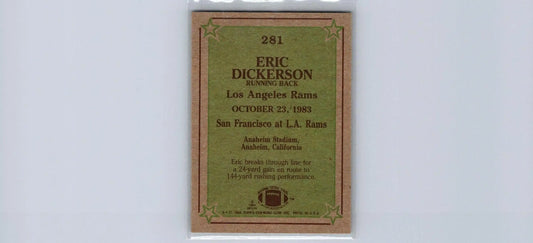 281
ERIC
DICKERSON
RUNNING BACK
Los Angeles Rams
OCTOBER 23, 1983
San Francisco at L.A. Rams
Anaheim Stadium,
Anaheim, California
Eric breaks through line for
a 24-yard gain on route to
144-yard rushing performance.